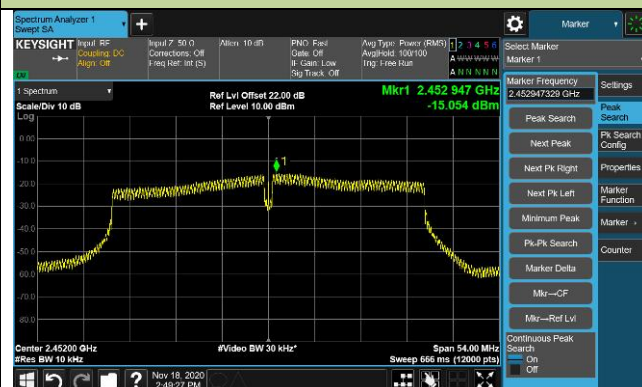 Spectrum Analyzer 1
Swept SA
+
Marker
KEYSIGHT
Input: RF
Coupling: DC
Align: Off
Input Z: 50 Ω
Corrections: Off
Freq Ref: Int (S)
Atten: 10 dB
PNO: Fast
Gate: Off
IF Gain: Low
Sig Track: Off
Avg Type: Power (RMS)
Avg|Hold: 100/100
Trig: Free Run
1 2 3 4 5 6
A W W W W W
A N N N N N
Select Marker
Marker 1
1 Spectrum
Scale/Div 10 dB
Log
Ref Lvl Offset 22.00 dB
Ref Level 10.00 dBm
Mkr1 2.452 947 GHz
-15.054 dBm
0.00
-10.0
-20.0
-30.0
-40.0
-50.0
-60.0
-70.0
-80.0
1
Center 2.45200 GHz
#Res BW 10 kHz
#Video BW 30 kHz*
Span 54.00 MHz
Sweep 666 ms (12000 pts)
Marker Frequency
2.452947329 GHz
Peak Search
Next Peak
Next Pk Right
Next Pk Left
Minimum Peak
Pk-Pk Search
Marker Delta
Mkr→CF
Mkr→Ref Lvl
Continuous Peak
Search
On
Off
Settings
Peak
Search
Pk Search
Config
Properties
Marker
Function
Marker→
Counter
?
Nov 18, 2020
2:49:27 PM